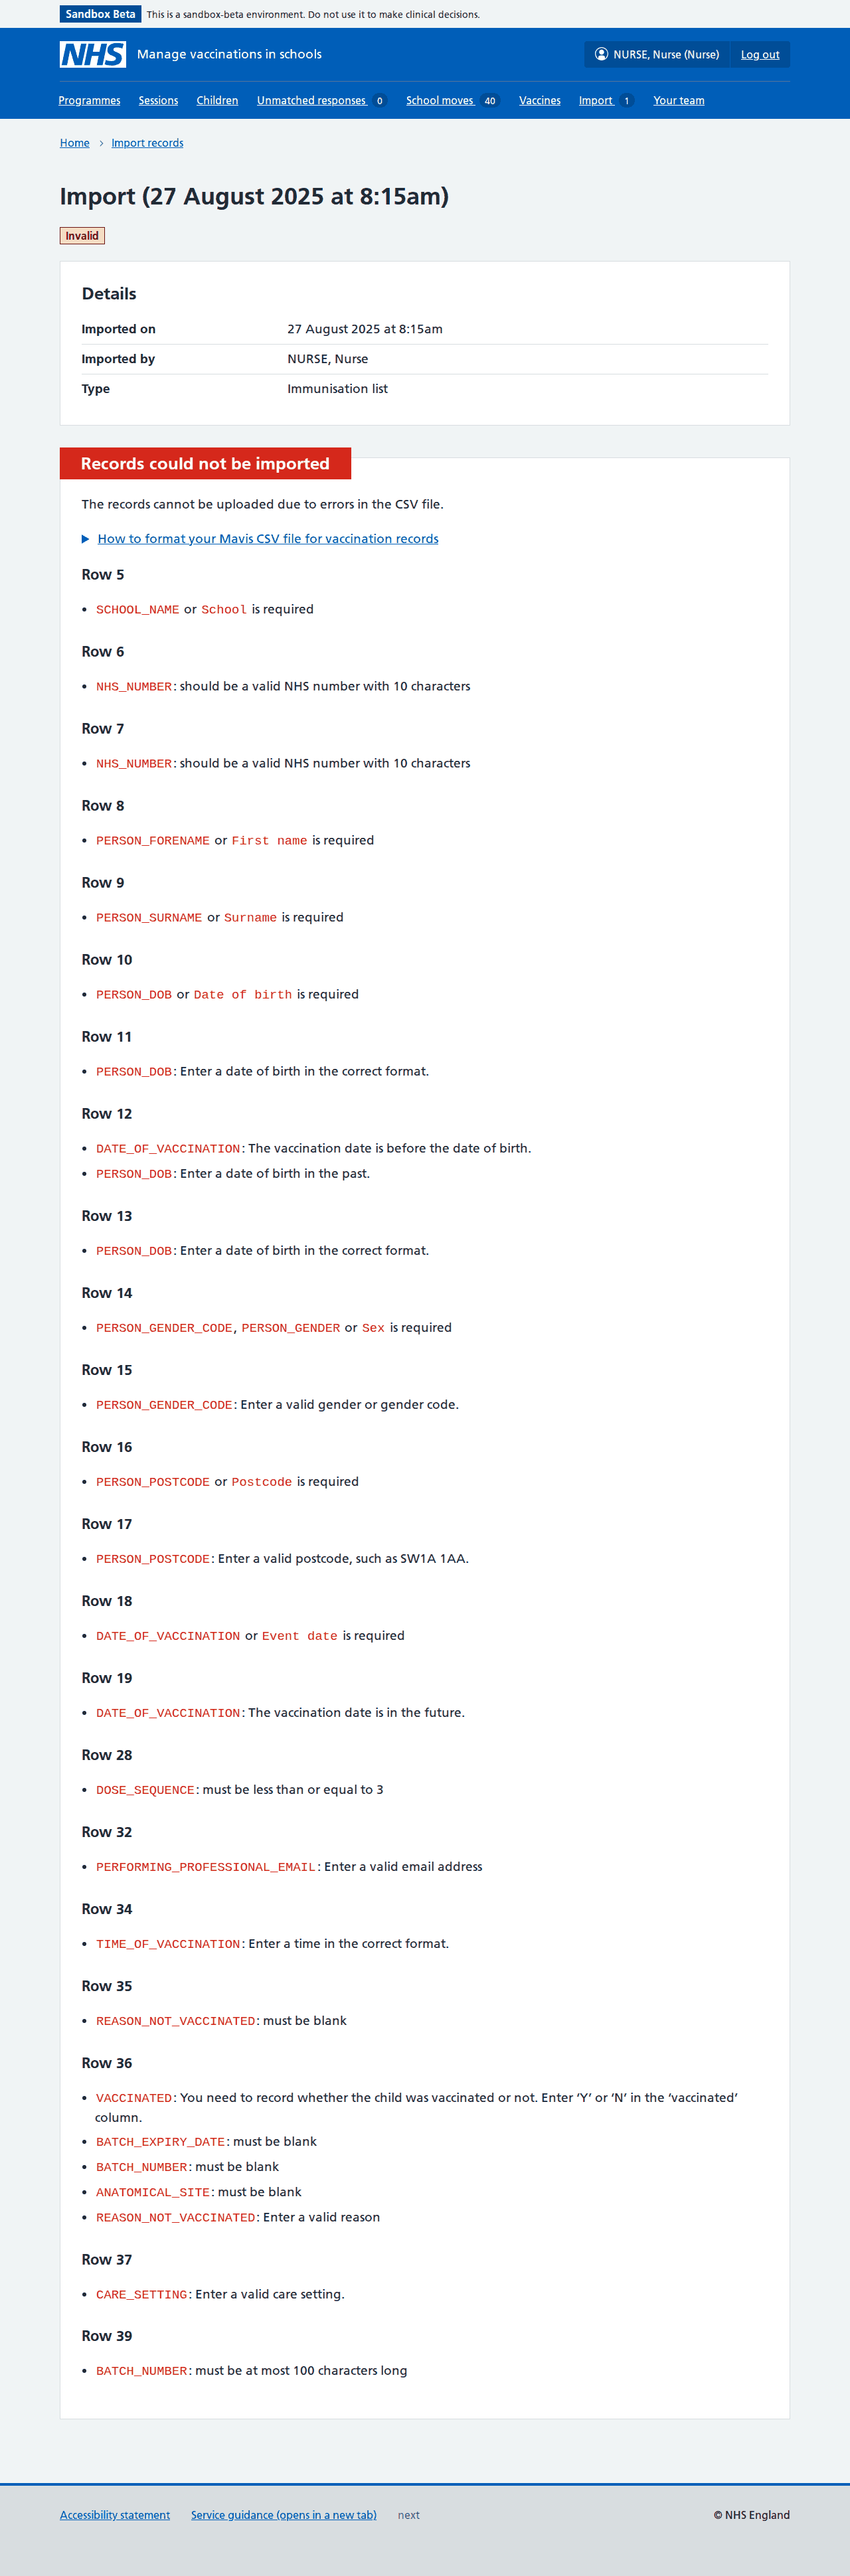 Sandbox Beta This is a sandbox-beta environment. Do not use it to make clinical decisions.
NHS Manage vaccinations in schools NURSE, Nurse (Nurse) Log out
Programmes Sessions Children Unmatched responses 0 School moves 40 Vaccines Import 1 Your team
Home Import records
Import (27 August 2025 at 8:15am)
Invalid
Details
Imported on 27 August 2025 at 8:15am
Imported by NURSE, Nurse
Type Immunisation list
Records could not be imported
The records cannot be uploaded due to errors in the CSV file.
How to format your Mavis CSV file for vaccination records
Row 5
• SCHOOL_NAME or School is required
Row 6
• NHS_NUMBER: should be a valid NHS number with 10 characters
Row 7
• NHS_NUMBER: should be a valid NHS number with 10 characters
Row 8
• PERSON_FORENAME or First name is required
Row 9
• PERSON_SURNAME or Surname is required
Row 10
• PERSON_DOB or Date of birth is required
Row 11
• PERSON_DOB: Enter a date of birth in the correct format.
Row 12
• DATE_OF_VACCINATION: The vaccination date is before the date of birth.
• PERSON_DOB: Enter a date of birth in the past.
Row 13
• PERSON_DOB: Enter a date of birth in the correct format.
Row 14
• PERSON_GENDER_CODE, PERSON_GENDER or Sex is required
Row 15
• PERSON_GENDER_CODE: Enter a valid gender or gender code.
Row 16
• PERSON_POSTCODE or Postcode is required
Row 17
• PERSON_POSTCODE: Enter a valid postcode, such as SW1A 1AA.
Row 18
• DATE_OF_VACCINATION or Event date is required
Row 19
• DATE_OF_VACCINATION: The vaccination date is in the future.
Row 28
• DOSE_SEQUENCE: must be less than or equal to 3
Row 32
• PERFORMING_PROFESSIONAL_EMAIL: Enter a valid email address
Row 34
• TIME_OF_VACCINATION: Enter a time in the correct format.
Row 35
• REASON_NOT_VACCINATED: must be blank
Row 36
• VACCINATED: You need to record whether the child was vaccinated or not. Enter ‘Y’ or ‘N’ in the ‘vaccinated’
column.
• BATCH_EXPIRY_DATE: must be blank
• BATCH_NUMBER: must be blank
• ANATOMICAL_SITE: must be blank
• REASON_NOT_VACCINATED: Enter a valid reason
Row 37
• CARE_SETTING: Enter a valid care setting.
Row 39
• BATCH_NUMBER: must be at most 100 characters long
Accessibility statement Service guidance (opens in a new tab) next © NHS England